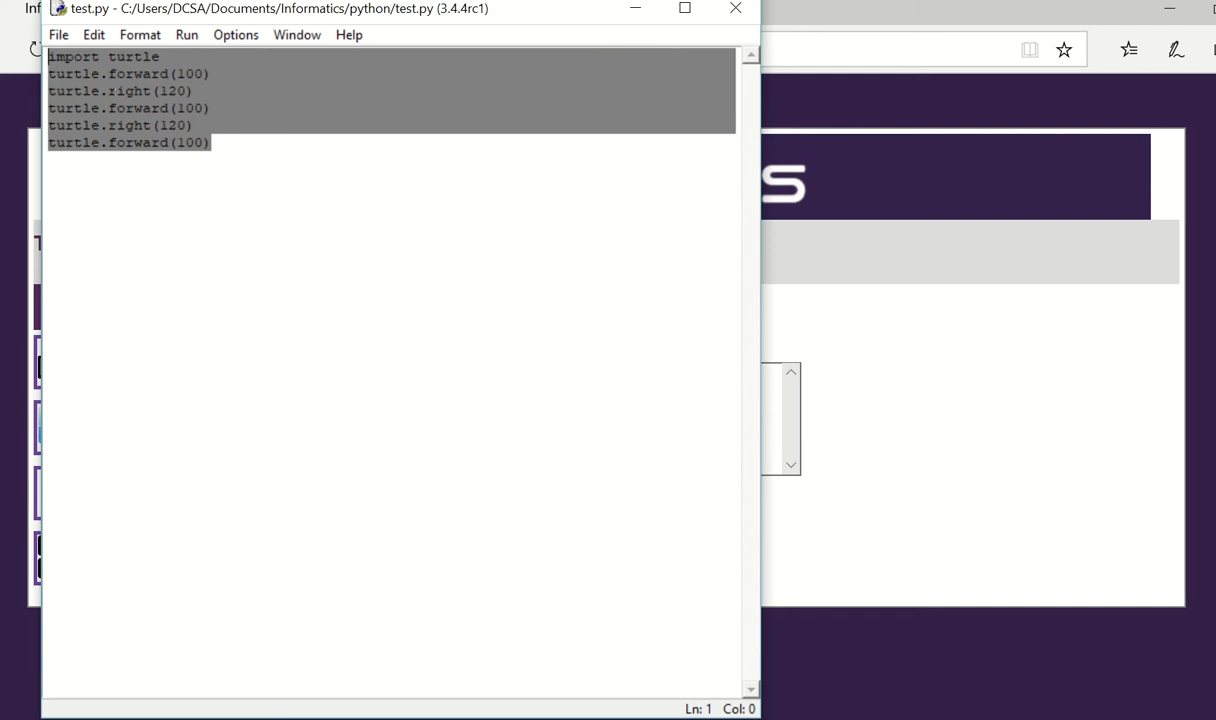 Inf
test.py - C:/Users/DCSA/Documents/Informatics/python/test.py (3.4.4rc1)
File Edit Format Run Options Window Help
import turtle
turtle.forward(100)
turtle.right(120)
turtle.forward(100)
turtle.right(120)
turtle.forward(100)
S
T
Ln: 1 Col: 0